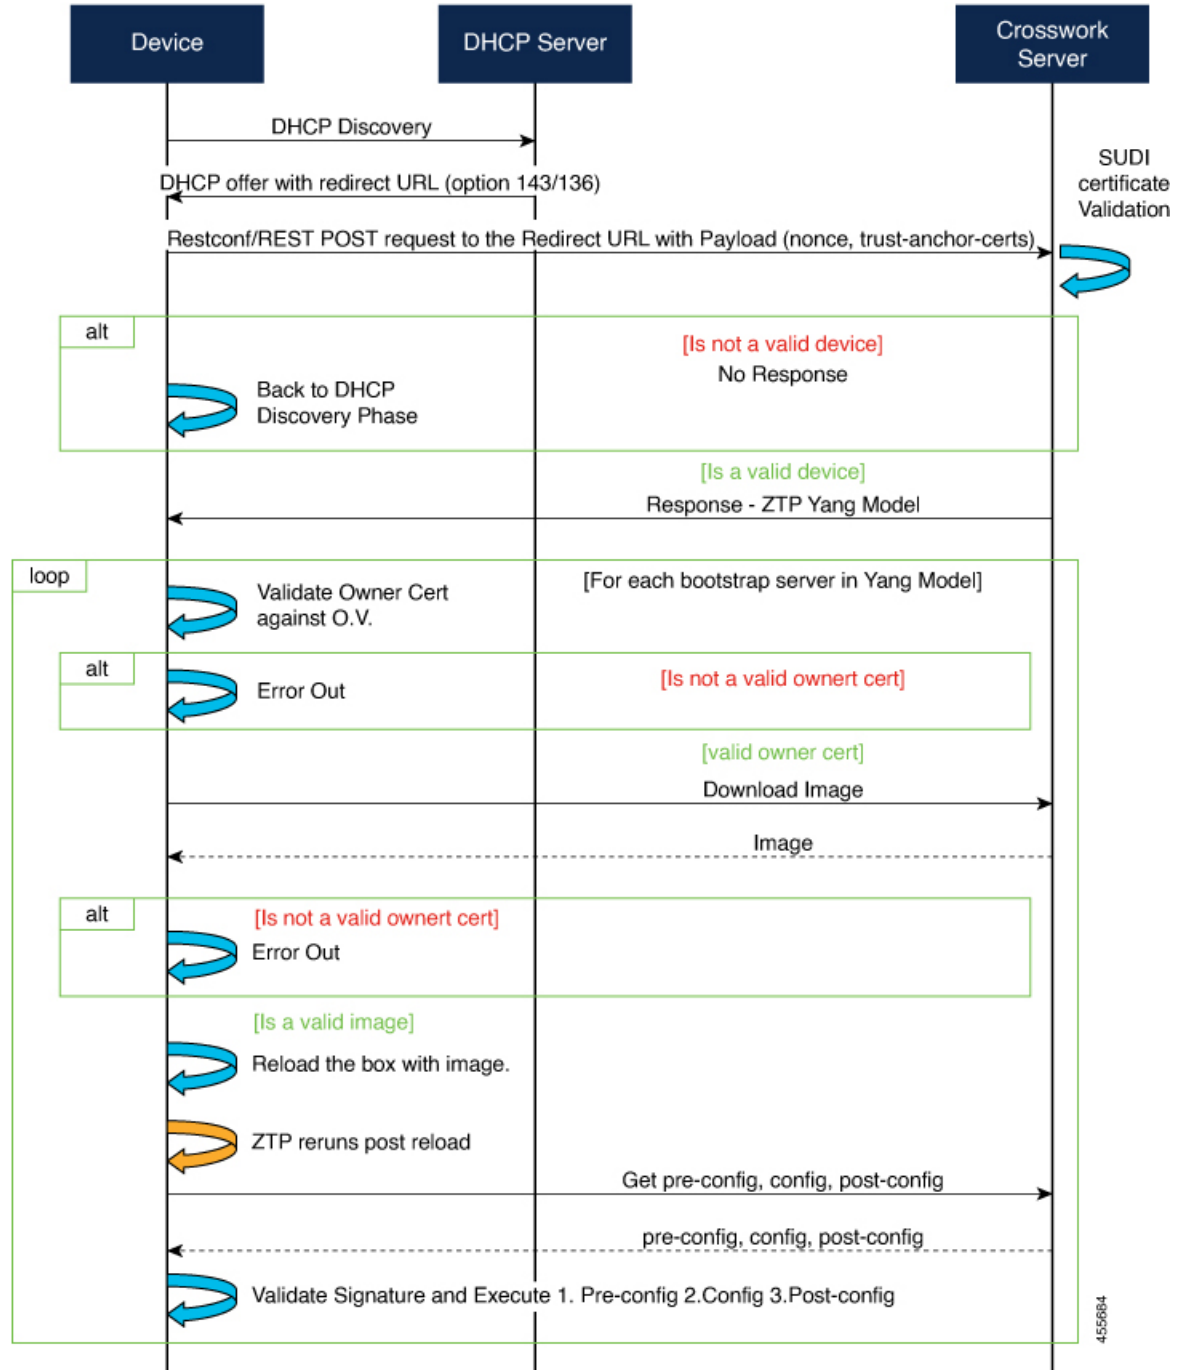 Device
DHCP Server
Crosswork
Server
DHCP Discovery
SUDI
certificate
Validation
DHCP offer with redirect URL (option 143/136)
Restconf/REST POST request to the Redirect URL with Payload (nonce, trust-anchor-certs)
alt
[Is not a valid device]
No Response
Back to DHCP
Discovery Phase
[Is a valid device]
Response - ZTP Yang Model
loop
[For each bootstrap server in Yang Model]
Validate Owner Cert
against O.V.
alt
[Is not a valid ownert cert]
Error Out
[valid owner cert]
Download Image
Image
alt
[Is not a valid ownert cert]
Error Out
[Is a valid image]
Reload the box with image.
ZTP reruns post reload
Get pre-config, config, post-config
pre-config, config, post-config
Validate Signature and Execute 1. Pre-config 2.Config 3.Post-config
455684